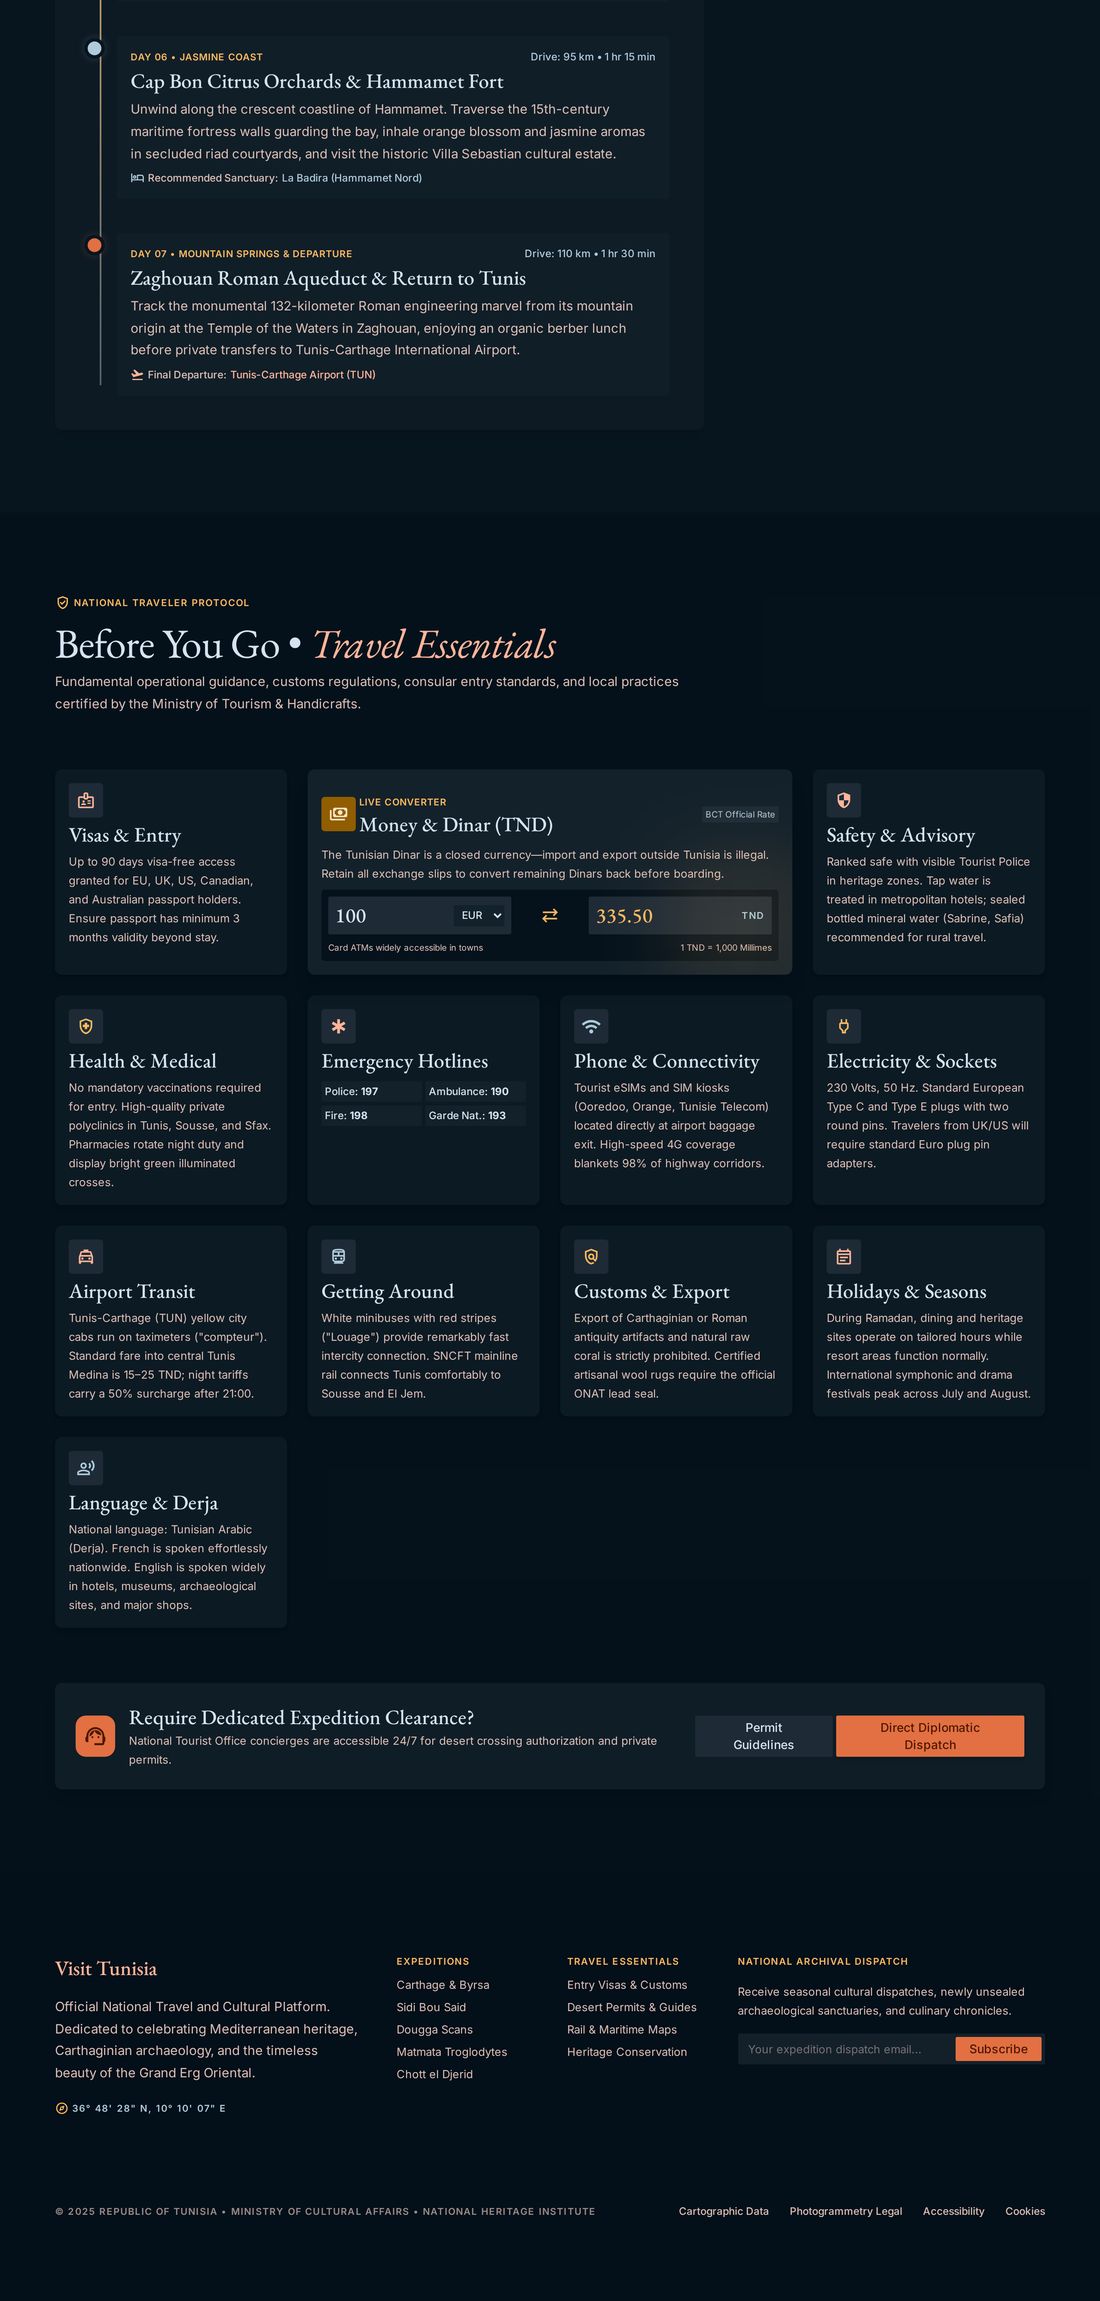 DAY 06 • JASMINE COAST
Drive: 95 km • 1 hr 15 min
Cap Bon Citrus Orchards & Hammamet Fort
Unwind along the crescent coastline of Hammamet. Traverse the 15th-century
maritime fortress walls guarding the bay, inhale orange blossom and jasmine aromas
in secluded riad courtyards, and visit the historic Villa Sebastian cultural estate.
Recommended Sanctuary: La Badira (Hammamet Nord)
DAY 07 • MOUNTAIN SPRINGS & DEPARTURE
Drive: 110 km • 1 hr 30 min
Zaghouan Roman Aqueduct & Return to Tunis
Track the monumental 132-kilometer Roman engineering marvel from its mountain
origin at the Temple of the Waters in Zaghouan, enjoying an organic berber lunch
before private transfers to Tunis-Carthage International Airport.
Final Departure: Tunis-Carthage Airport (TUN)
NATIONAL TRAVELER PROTOCOL
Before You Go • Travel Essentials
Fundamental operational guidance, customs regulations, consular entry standards, and local practices
certified by the Ministry of Tourism & Handicrafts.
Visas & Entry
Up to 90 days visa-free access
granted for EU, UK, US, Canadian,
and Australian passport holders.
Ensure passport has minimum 3
months validity beyond stay.
LIVE CONVERTER
Money & Dinar (TND)
BCT Official Rate
The Tunisian Dinar is a closed currency—import and export outside Tunisia is illegal.
Retain all exchange slips to convert remaining Dinars back before boarding.
100
EUR
335.50
TND
Card ATMs widely accessible in towns
1 TND = 1,000 Millimes
Safety & Advisory
Ranked safe with visible Tourist Police
in heritage zones. Tap water is
treated in metropolitan hotels; sealed
bottled mineral water (Sabrine, Safia)
recommended for rural travel.
Health & Medical
No mandatory vaccinations required
for entry. High-quality private
polyclinics in Tunis, Sousse, and Sfax.
Pharmacies rotate night duty and
display bright green illuminated
crosses.
Emergency Hotlines
Police: 197
Ambulance: 190
Fire: 198
Garde Nat.: 193
Phone & Connectivity
Tourist eSIMs and SIM kiosks
(Ooredoo, Orange, Tunisie Telecom)
located directly at airport baggage
exit. High-speed 4G coverage
blankets 98% of highway corridors.
Electricity & Sockets
230 Volts, 50 Hz. Standard European
Type C and Type E plugs with two
round pins. Travelers from UK/US will
require standard Euro plug pin
adapters.
Airport Transit
Tunis-Carthage (TUN) yellow city
cabs run on taximeters ("compteur").
Standard fare into central Tunis
Medina is 15–25 TND; night tariffs
carry a 50% surcharge after 21:00.
Getting Around
White minibuses with red stripes
("Louage") provide remarkably fast
intercity connection. SNCFT mainline
rail connects Tunis comfortably to
Sousse and El Jem.
Customs & Export
Export of Carthaginian or Roman
antiquity artifacts and natural raw
coral is strictly prohibited. Certified
artisanal wool rugs require the official
ONAT lead seal.
Holidays & Seasons
During Ramadan, dining and heritage
sites operate on tailored hours while
resort areas function normally.
International symphonic and drama
festivals peak across July and August.
Language & Derja
National language: Tunisian Arabic
(Derja). French is spoken effortlessly
nationwide. English is spoken widely
in hotels, museums, archaeological
sites, and major shops.
Require Dedicated Expedition Clearance?
National Tourist Office concierges are accessible 24/7 for desert crossing authorization and private
permits.
Permit
Guidelines
Direct Diplomatic
Dispatch
Visit Tunisia
Official National Travel and Cultural Platform.
Dedicated to celebrating Mediterranean heritage,
Carthaginian archaeology, and the timeless
beauty of the Grand Erg Oriental.
36° 48' 28" N, 10° 10' 07" E
EXPEDITIONS
Carthage & Byrsa
Sidi Bou Said
Dougga Scans
Matmata Troglodytes
Chott el Djerid
TRAVEL ESSENTIALS
Entry Visas & Customs
Desert Permits & Guides
Rail & Maritime Maps
Heritage Conservation
NATIONAL ARCHIVAL DISPATCH
Receive seasonal cultural dispatches, newly unsealed
archaeological sanctuaries, and culinary chronicles.
Your expedition dispatch email...
Subscribe
© 2025 REPUBLIC OF TUNISIA • MINISTRY OF CULTURAL AFFAIRS • NATIONAL HERITAGE INSTITUTE
Cartographic Data
Photogrammetry Legal
Accessibility
Cookies